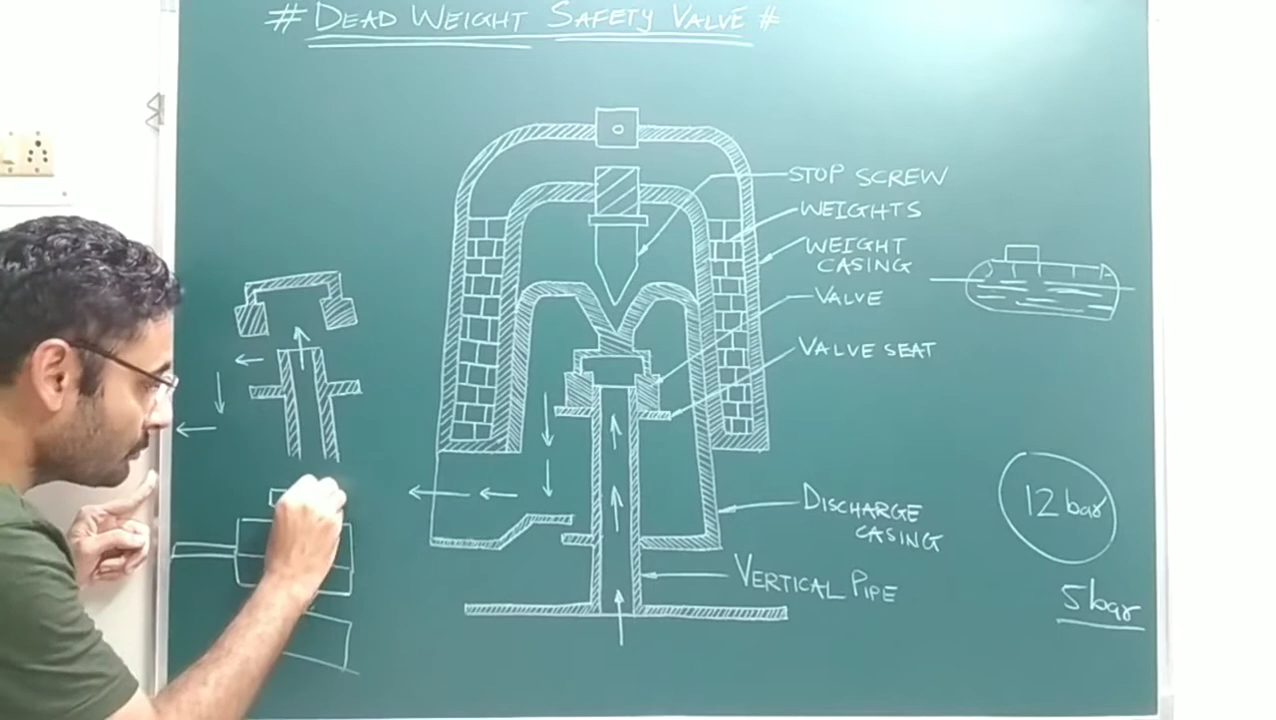 # DEAD WEIGHT SAFETY VALVE #
STOP SCREW
WEIGHTS
WEIGHT
CASING
VALVE
VALVE SEAT
DISCHARGE
CASING
VERTICAL PIPE
12 bar
5 bar